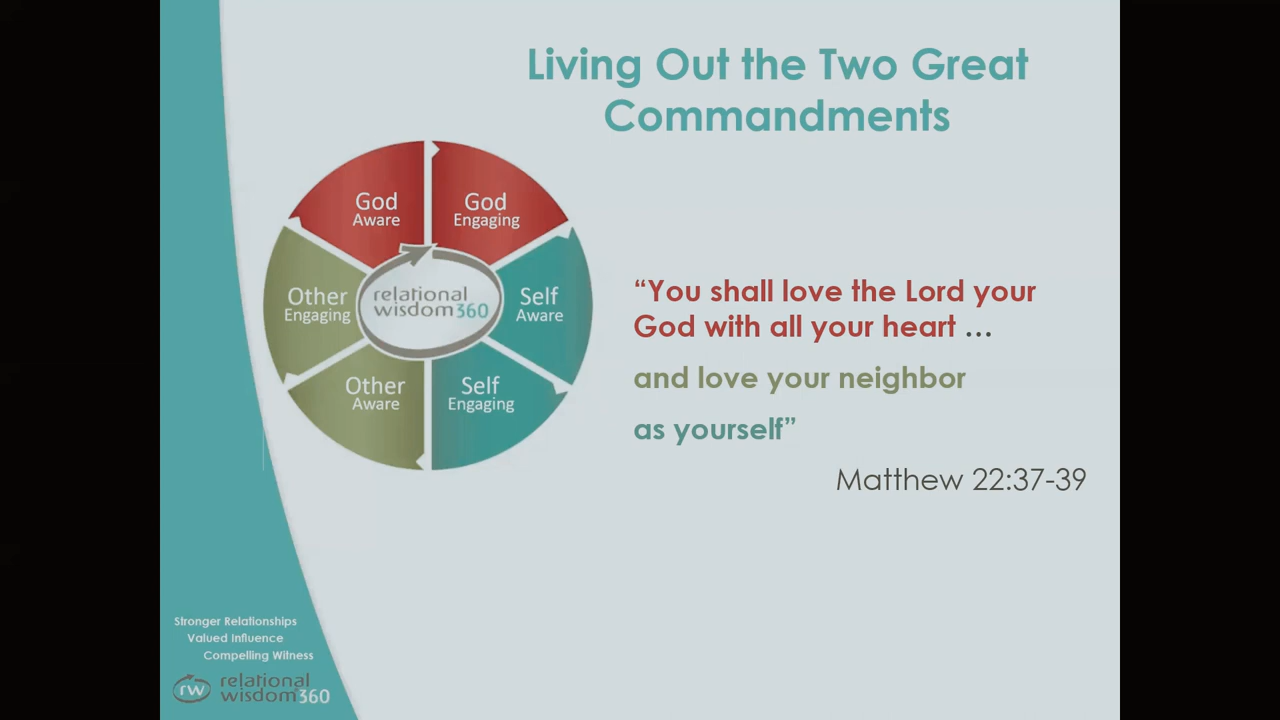 Living Out the Two Great
Commandments
God
Aware
God
Engaging
Other
Engaging
relational
wisdom360
Self
Aware
Other
Aware
Self
Engaging
“You shall love the Lord your
God with all your heart …
and love your neighbor
as yourself”
Matthew 22:37-39
Stronger Relationships
Valued Influence
Compelling Witness
rw relational
wisdom360